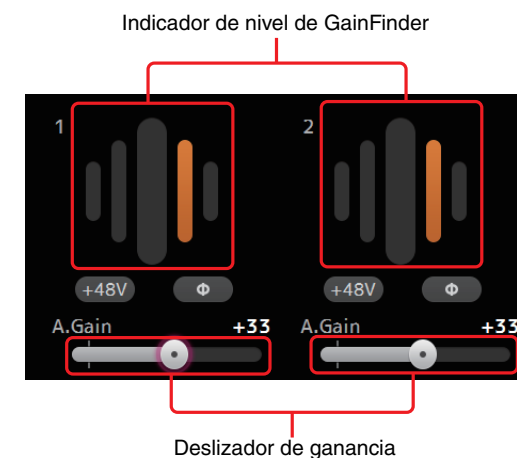 Indicador de nivel de GainFinder
1
2
+48V Φ +48V Φ
A.Gain +33 A.Gain +33
Deslizador de ganancia